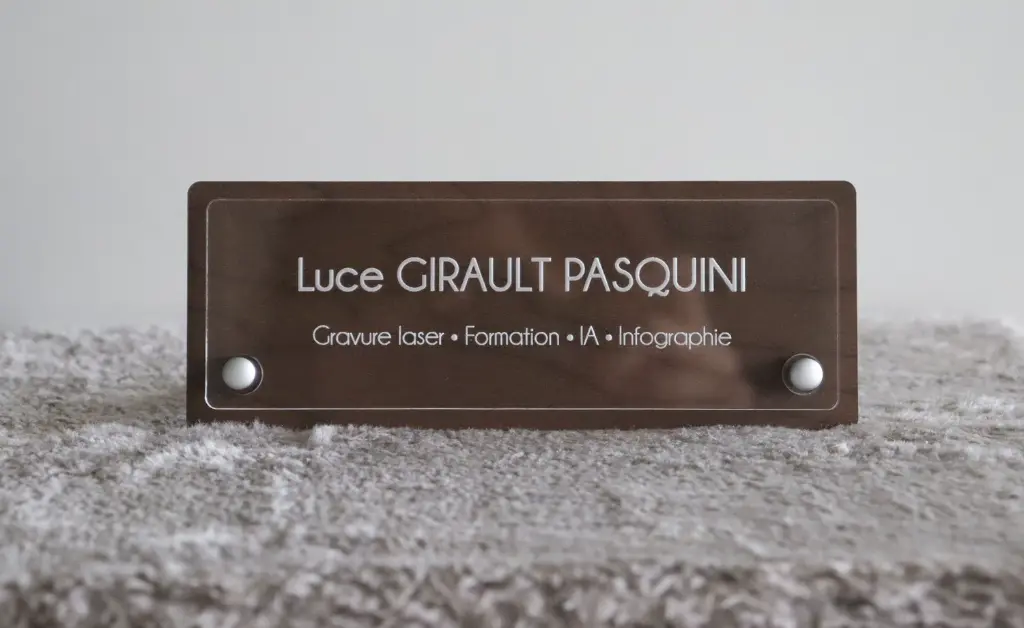 Luce GIRAULT PASQUINI
Gravure laser • Formation • IA • Infographie